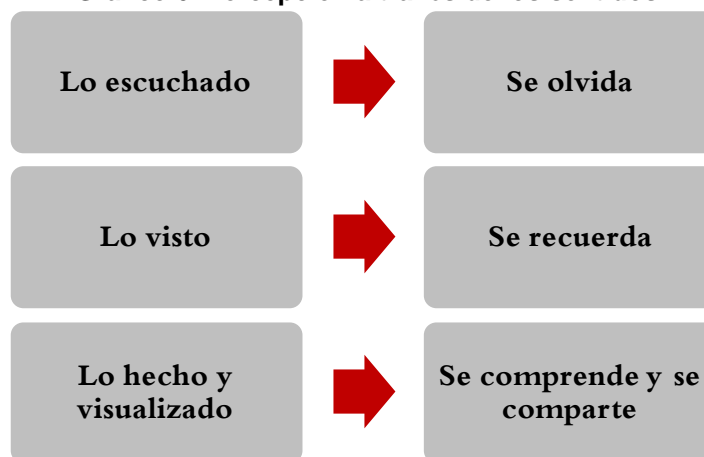 Lo escuchado
Se olvida
Lo visto
Se recuerda
Lo hecho y
visualizado
Se comprende y se
comparte